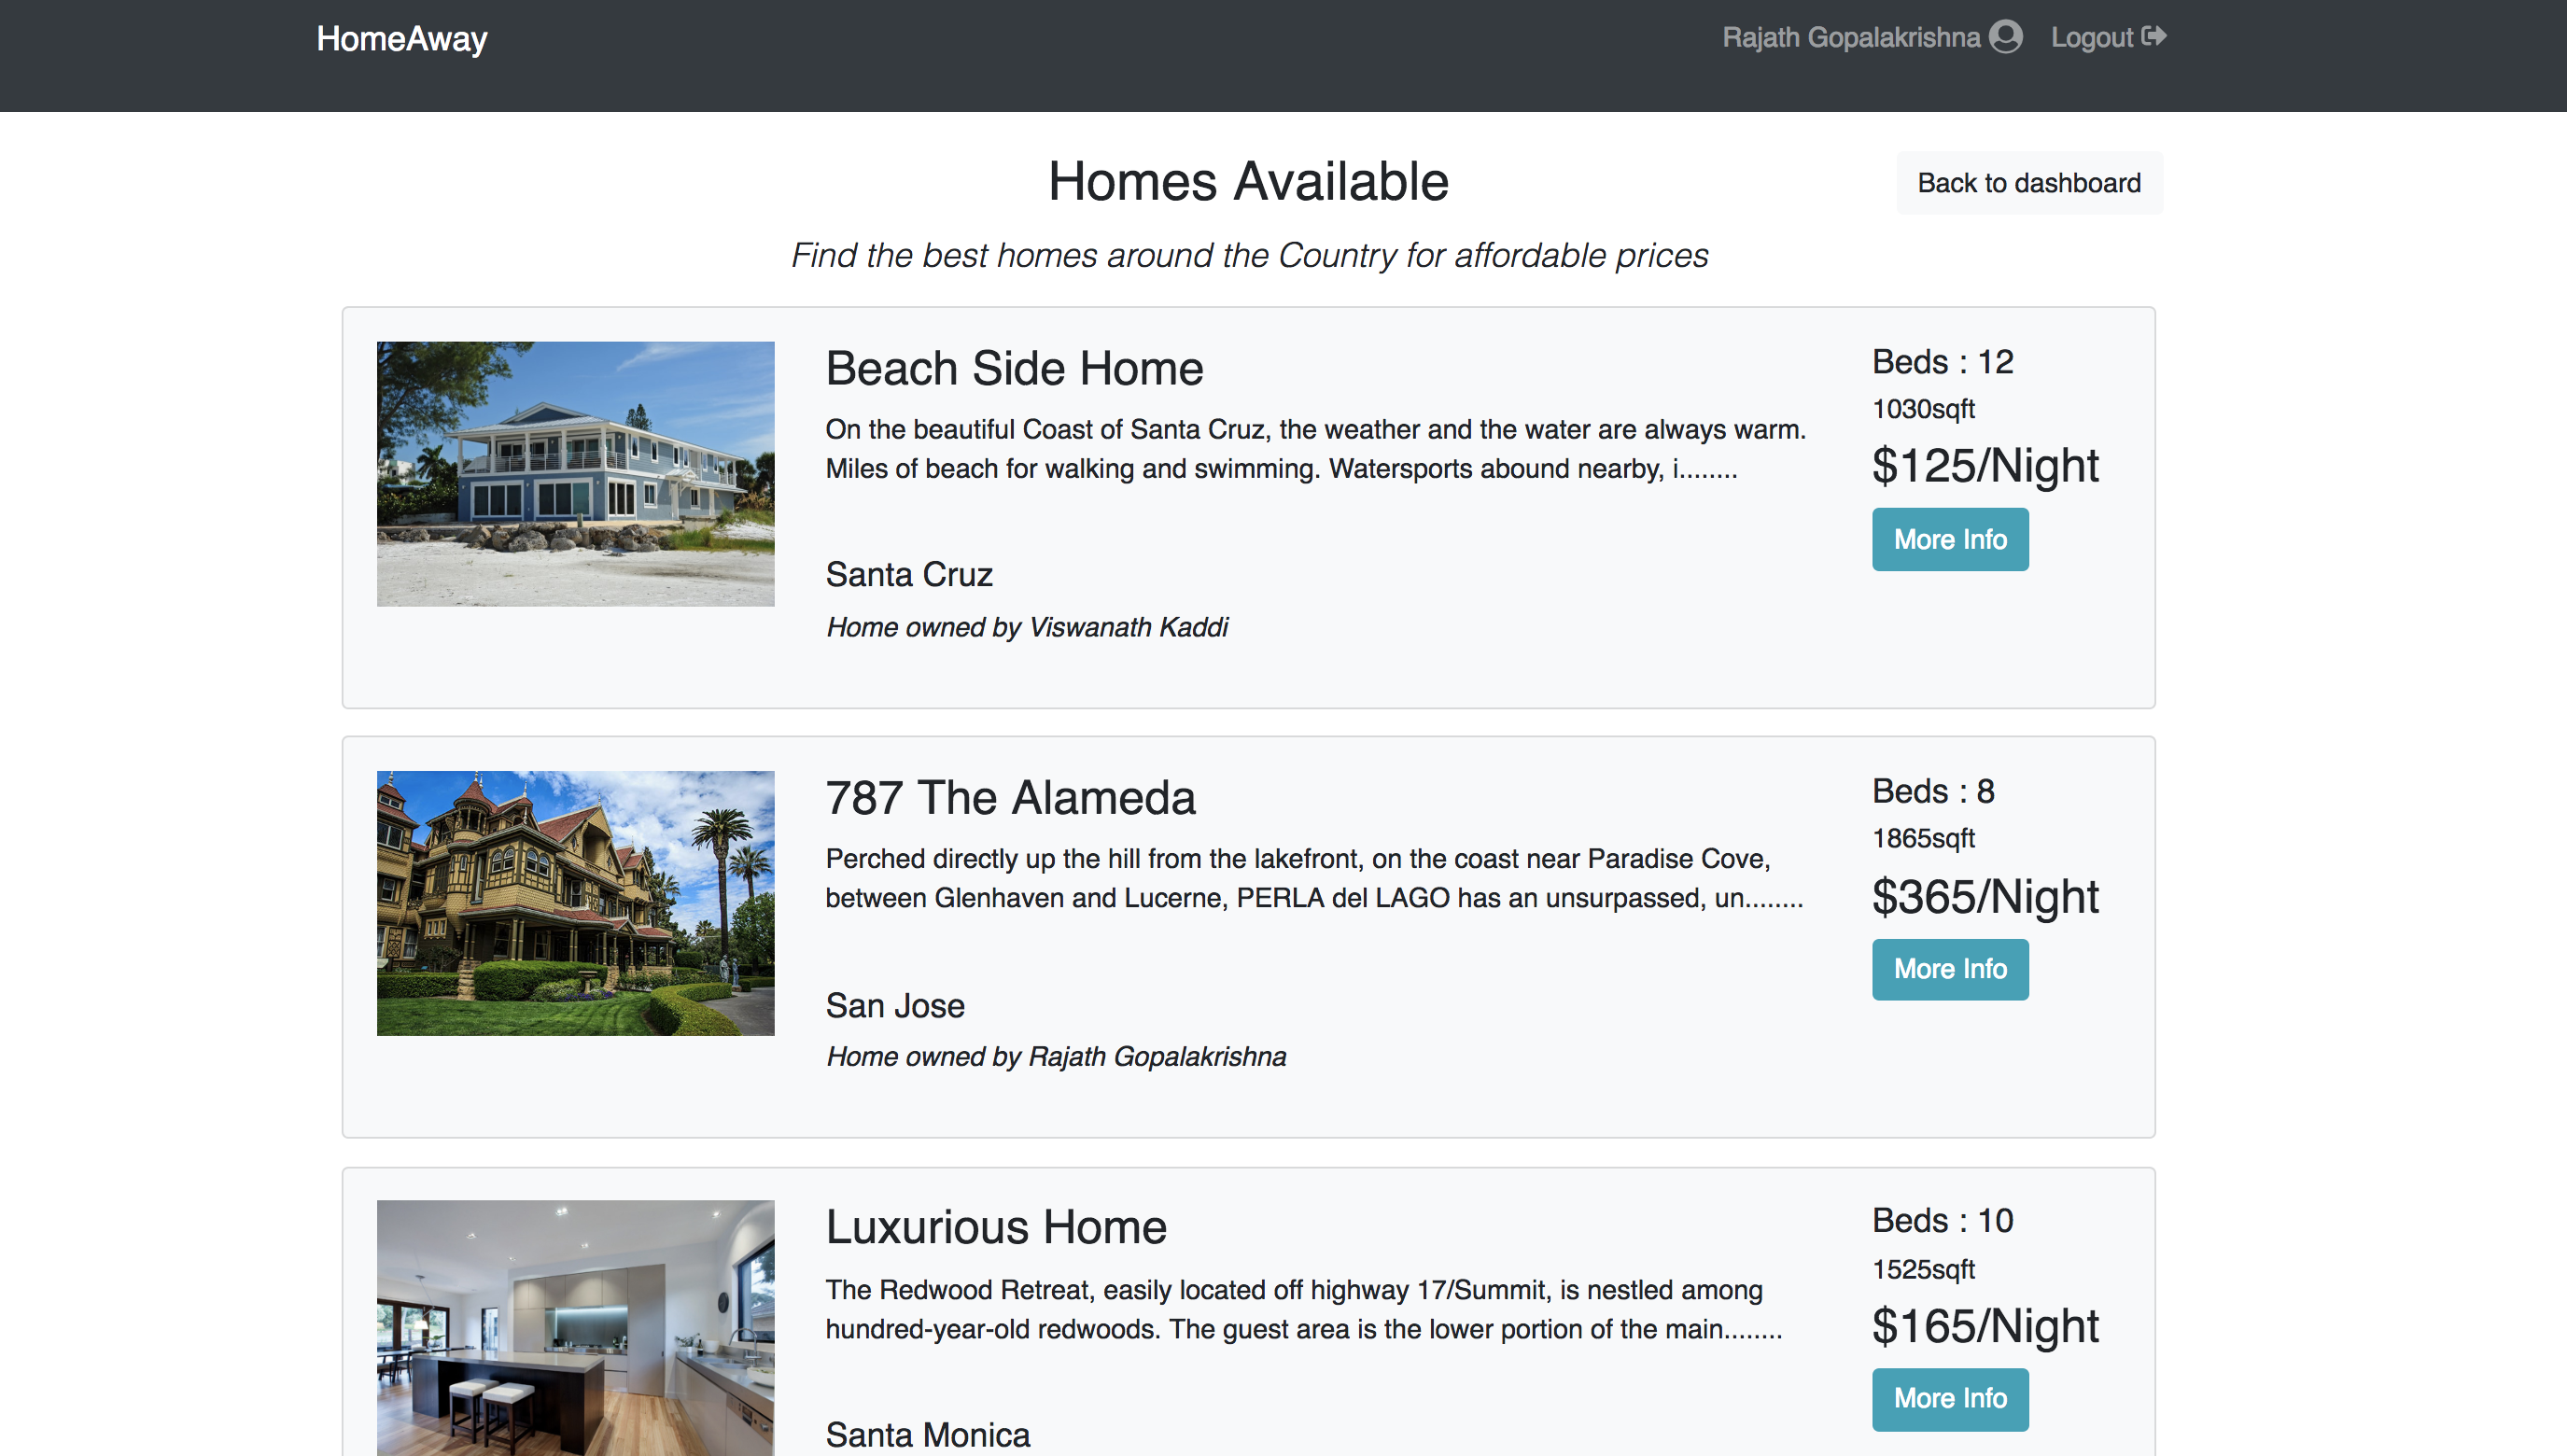 HomeAway
Rajath Gopalakrishna
Logout
Homes Available
Back to dashboard
Find the best homes around the Country for affordable prices
Beach Side Home
On the beautiful Coast of Santa Cruz, the weather and the water are always warm.
Miles of beach for walking and swimming. Watersports abound nearby, i........
Santa Cruz
Home owned by Viswanath Kaddi
Beds : 12
1030sqft
$125/Night
More Info
787 The Alameda
Perched directly up the hill from the lakefront, on the coast near Paradise Cove,
between Glenhaven and Lucerne, PERLA del LAGO has an unsurpassed, un........
San Jose
Home owned by Rajath Gopalakrishna
Beds : 8
1865sqft
$365/Night
More Info
Luxurious Home
The Redwood Retreat, easily located off highway 17/Summit, is nestled among
hundred-year-old redwoods. The guest area is the lower portion of the main........
Santa Monica
Beds : 10
1525sqft
$165/Night
More Info